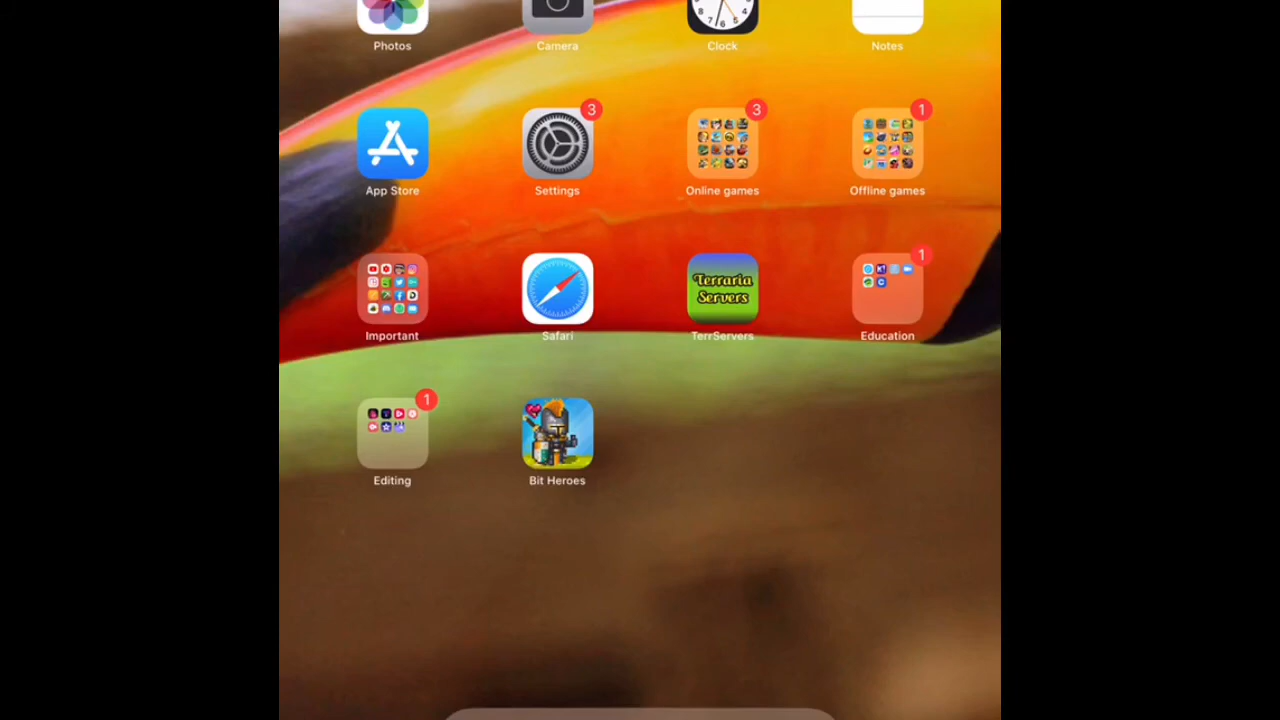 Photos
Camera
Clock
Notes
3
3
1
App Store
Settings
Online games
Offline games
Terraria
Servers
1
Important
Safari
TerrServers
Education
1
Editing
Bit Heroes